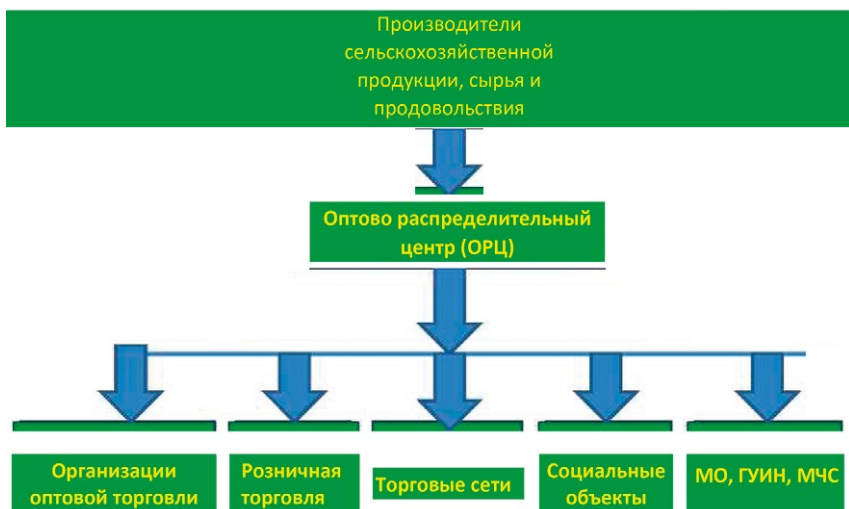 Производители
сельскохозяйственной
продукции, сырья и
продовольствия
Оптово распределительный
центр (ОРЦ)
Организации
оптовой торговли
Розничная
торговля
Торговые сети
Социальные
объекты
МО, ГУИН, МЧС